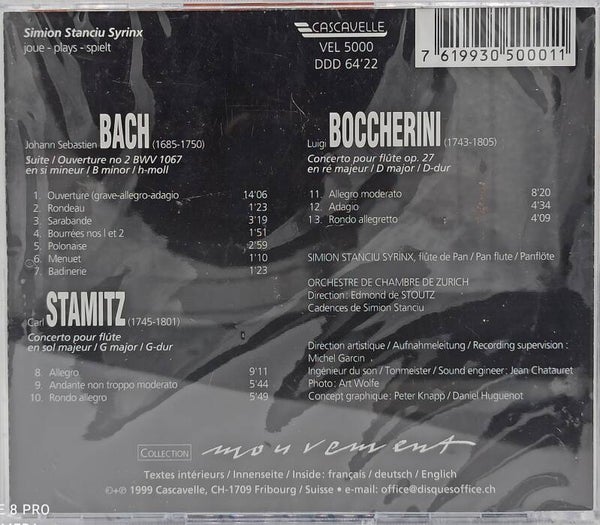 Simion Stanciu Syrinx
joue - plays - spielt
CASCAVELLE
VEL 5000
DDD 64'22
7 619930 500011
Johann Sebastien BACH (1685-1750)
Suite / Ouverture no 2 BWV 1067
en si mineur / B minor / h-moll
1. Ouverture (grave-allegro-adagio 14'06
2. Rondeau 1'23
3. Sarabande 3'19
4. Bourrées nos I et 2 1'51
5. Polonaise 2'59
6. Menuet 1'10
7. Badinerie 1'23
Carl STAMITZ (1745-1801)
Concerto pour flûte
en sol majeur / G major / G-dur
8. Allegro 9'11
9. Andante non troppo moderato 5'44
10. Rondo allegro 5'49
Luigi BOCCHERINI (1743-1805)
Concerto pour flûte op. 27
en ré majeur / D major / D-dur
11. Allegro moderato 8'20
12. Adagio 4'34
13. Rondo allegretto 4'09
SIMION STANCIU SYRINX, flûte de Pan / Pan flute / Panflöte
ORCHESTRE DE CHAMBRE DE ZURICH
Direction : Edmond de STOUTZ
Cadences de Simion Stanciu
Direction artistique / Aufnahmeleitung / Recording supervision :
Michel Garcin
Ingénieur du son / Tonmeister / Sound engineer : Jean Chatauret
Photo : Art Wolfe
Concept graphique : Peter Knapp / Daniel Huguenot
COLLECTION mouvement
Textes intérieurs / Innenseite / Inside : français / deutsch / Englich
℗+© 1999 Cascavelle, CH-1709 Fribourg / Suisse • e-mail: office@disquesoffice.ch
8 PRO